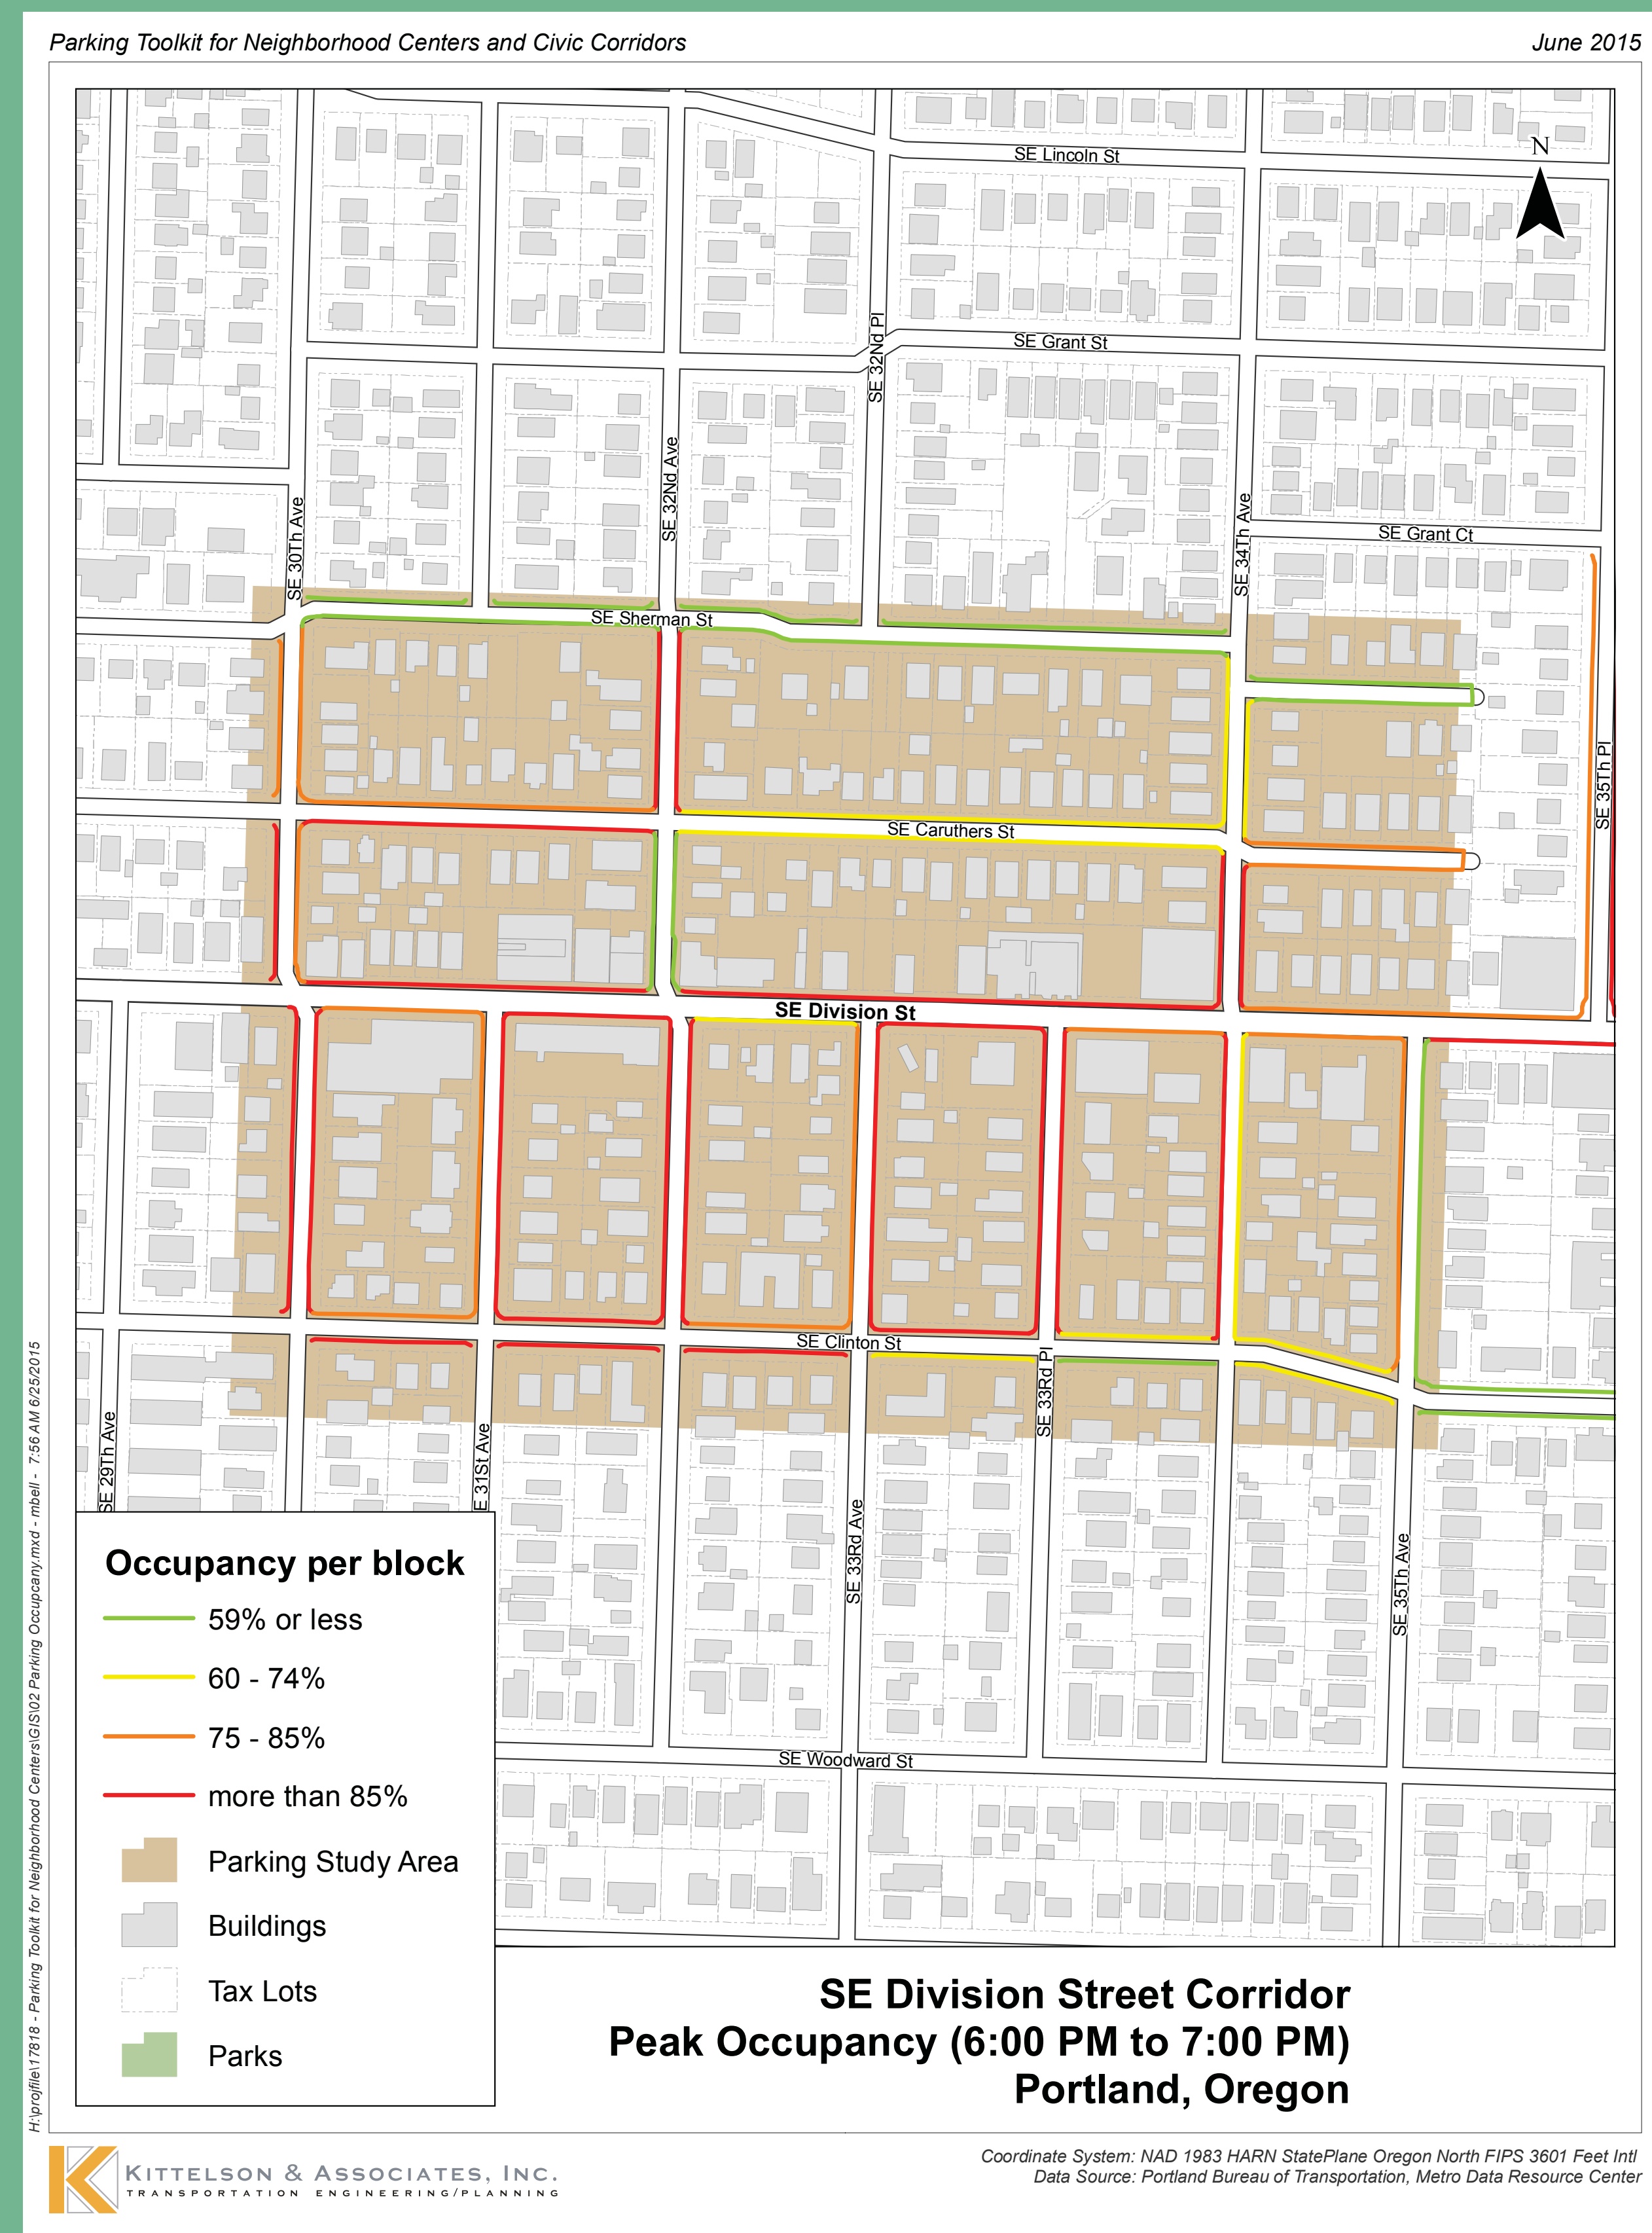 Parking Toolkit for Neighborhood Centers and Civic Corridors
June 2015
N
SE Lincoln St
SE Grant St
SE 32Nd Pl
SE 32Nd Ave
SE 30Th Ave
SE 34Th Ave
SE Grant Ct
SE Sherman St
SE 35Th Pl
SE Caruthers St
SE Division St
SE Clinton St
SE 33Rd Pl
SE 29Th Ave
E 31St Ave
SE 33Rd Ave
SE 35Th Ave
SE Woodward St
Occupancy per block
59% or less
60 - 74%
75 - 85%
more than 85%
Parking Study Area
Buildings
Tax Lots
Parks
SE Division Street Corridor
Peak Occupancy (6:00 PM to 7:00 PM)
Portland, Oregon
H:\projfile\17818 - Parking Toolkit for Neighborhood Centers\GIS\02 Parking Occupcany.mxd - mbell - 7:56 AM 6/25/2015
KITTELSON & ASSOCIATES, INC.
TRANSPORTATION ENGINEERING/PLANNING
Coordinate System: NAD 1983 HARN StatePlane Oregon North FIPS 3601 Feet Intl
Data Source: Portland Bureau of Transportation, Metro Data Resource Center